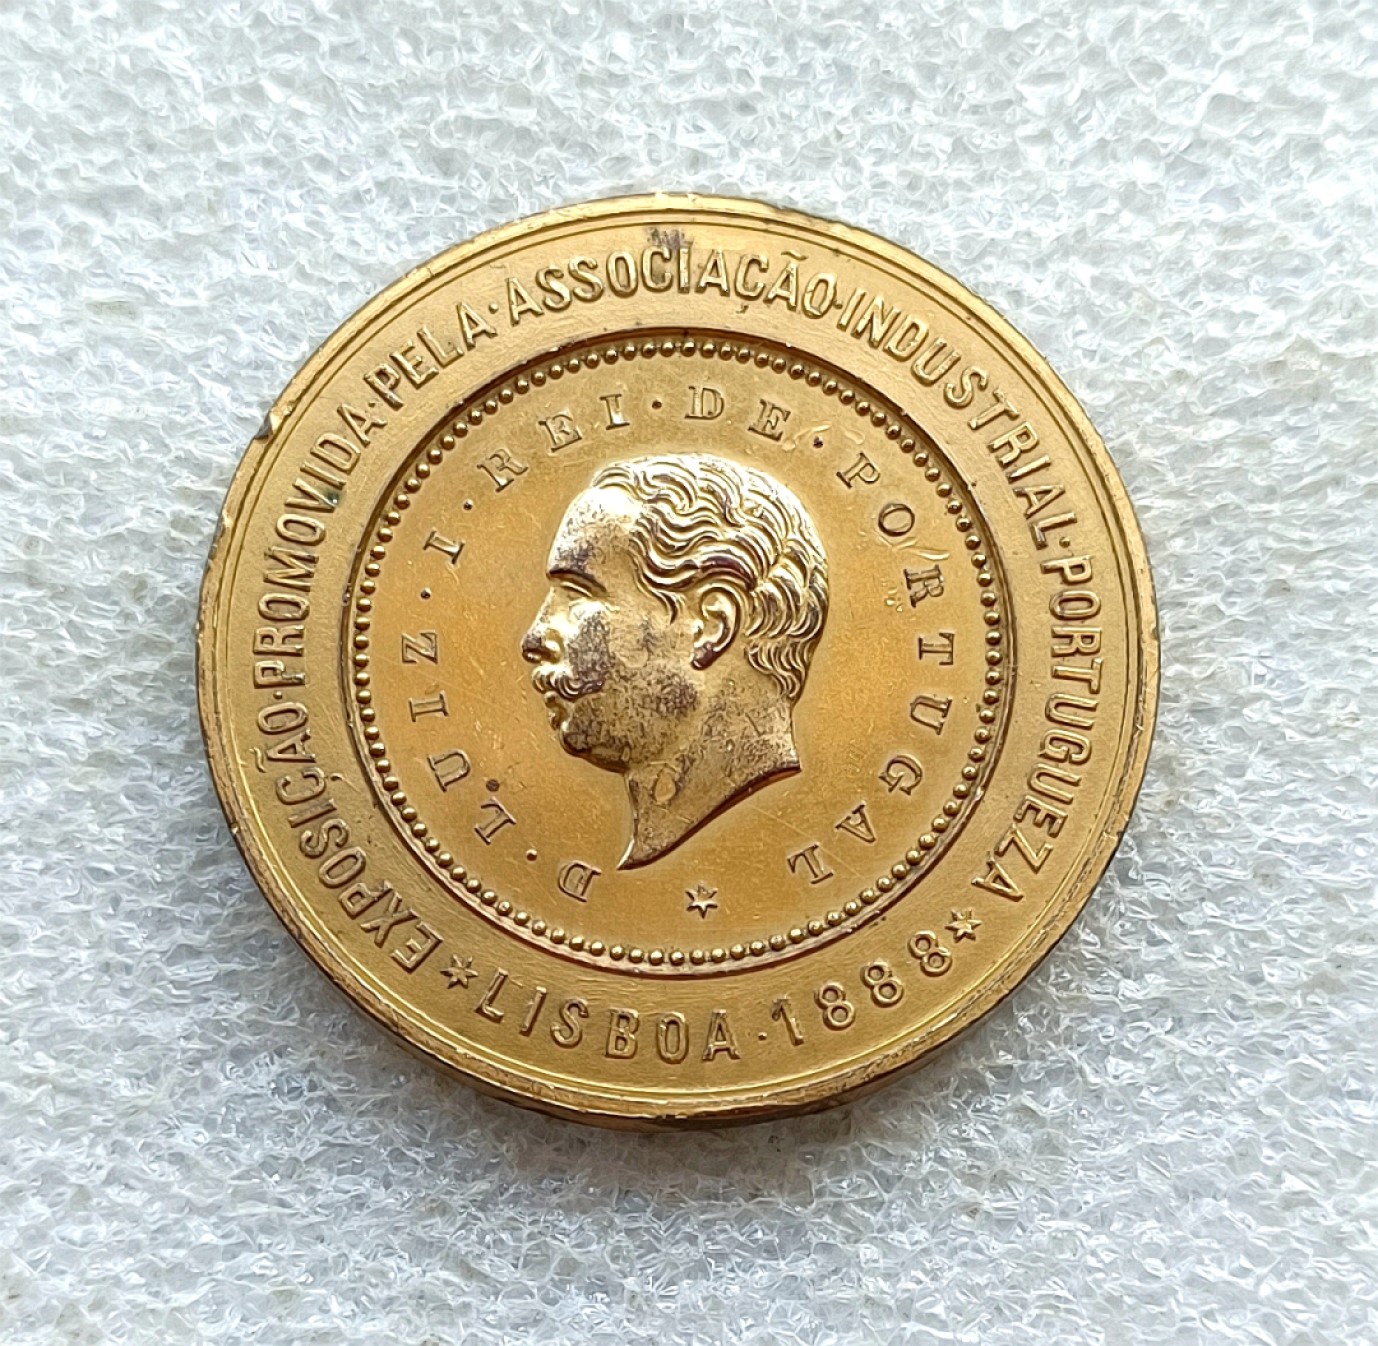 EXPOSIÇÃO·PROMOVIDA·PELA·ASSOCIAÇÃO·INDUSTRIAL·PORTUGUEZA
★ LISBOA·1888 ★
D·LUIZ·I·REI·DE·PORTUGAL